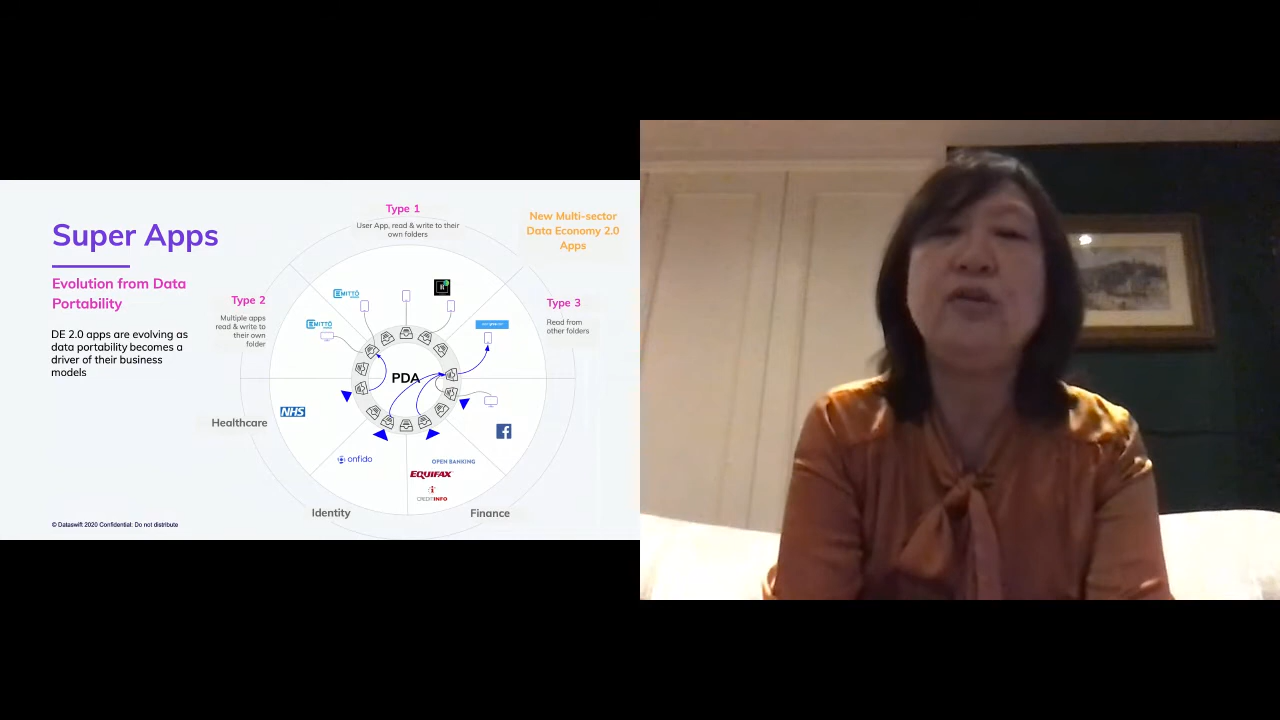 Super Apps
Evolution from Data
Portability
DE 2.0 apps are evolving as
data portability becomes a
driver of their business
models
© Dataswift 2020 Confidential: Do not distribute
Type 1
User App, read & write to their
own folders
New Multi-sector
Data Economy 2.0
Apps
Type 2
Multiple apps
read & write to
their own
folder
Type 3
Read from
other folders
EMITTÓ
EMITTÓ
PDA
Healthcare
NHS
onfido
OPEN BANKING
EQUIFAX
CREDITINFO
Identity
Finance